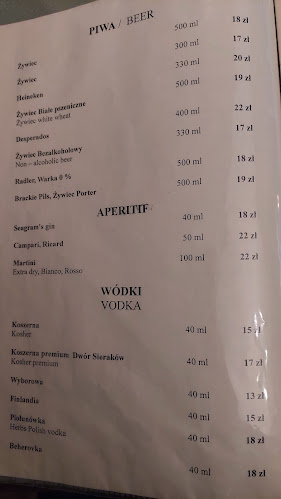 PIWA / BEER
Żywiec 500 ml 18 zł
Żywiec 300 ml 17 zł
Heineken 330 ml 20 zł
Żywiec Białe pszeniczne 500 ml 19 zł
Żywiec white wheat
Desperados 400 ml 22 zł
Żywiec Bezalkoholowy 330 ml 17 zł
Non – alcoholic beer
Radler, Warka 0 % 500 ml 18 zł
Brackie Pils, Żywiec Porter 500 ml 19 zł
APERITIF
Seagram's gin 40 ml 18 zł
Campari, Ricard 50 ml 22 zł
Martini 100 ml 22 zł
Extra dry, Bianco, Rosso
WÓDKI
VODKA
Koszerna 40 ml 15 zł
Kosher
Koszerna premium Dwór Sieraków 40 ml 17 zł
Kosher premium
Wyborowa 40 ml 13 zł
Finlandia 40 ml 15 zł
Piołunówka 40 ml 18 zł
Herbs Polish vodka
Beherovka 40 ml 18 zł